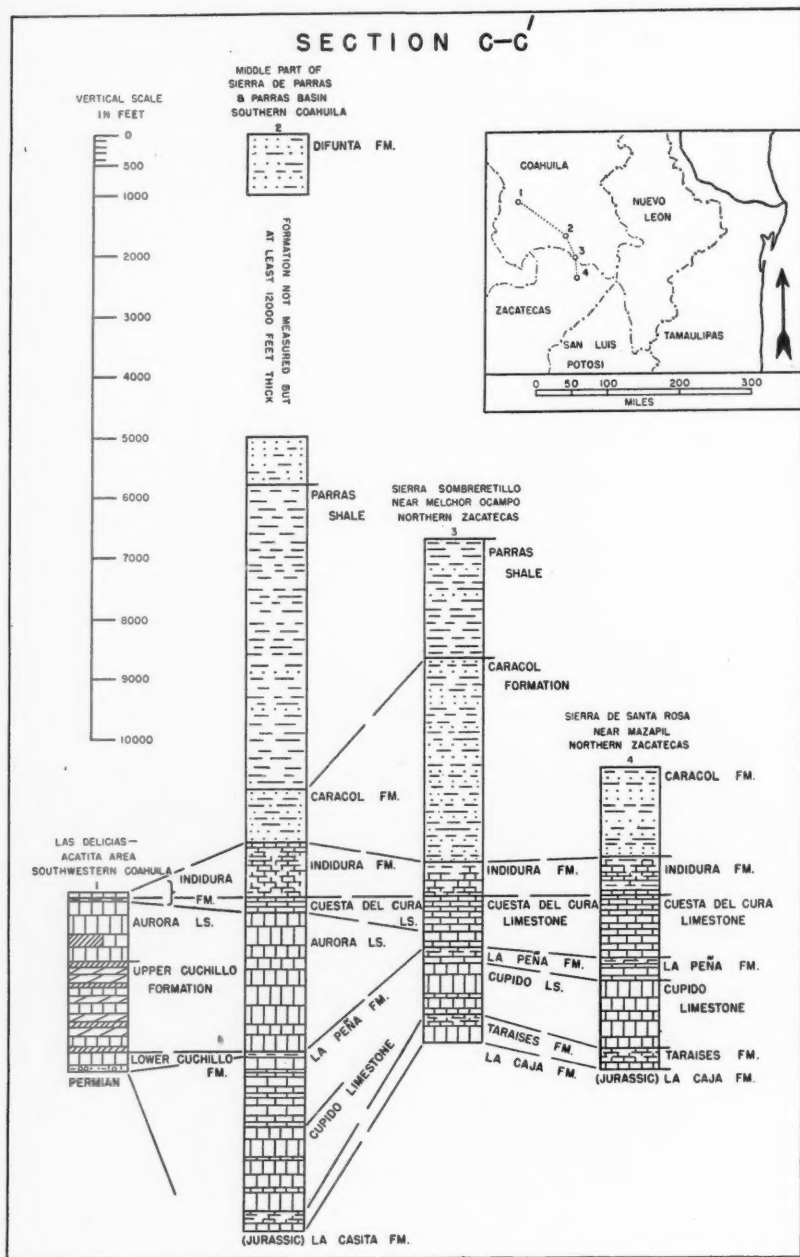 SECTION C-C'
VERTICAL SCALE
IN FEET
0
500
1000
2000
3000
4000
5000
6000
7000
8000
9000
10000
MIDDLE PART OF
SIERRA DE PARRAS
& PARRAS BASIN
SOUTHERN COAHUILA
2
DIFUNTA FM.
FORMATION NOT MEASURED BUT
AT LEAST 12000 FEET THICK
PARRAS
SHALE
CARACOL FM.
INDIDURA FM.
CUESTA DEL CURA
LS.
AURORA LS.
LA PEÑA FM.
CUPIDO LIMESTONE
(JURASSIC) LA CASITA FM.
COAHUILA
1
2
3
4
NUEVO
LEON
ZACATECAS
SAN LUIS
POTOSI
TAMAULIPAS
0 50 100 200 300
MILES
SIERRA SOMBRERETILLO
NEAR MELCHOR OCAMPO
NORTHERN ZACATECAS
3
PARRAS
SHALE
CARACOL
FORMATION
INDIDURA FM.
CUESTA DEL CURA
LIMESTONE
LA PEÑA FM.
CUPIDO LS.
TARAISES FM.
LA CAJA FM.
SIERRA DE SANTA ROSA
NEAR MAZAPIL
NORTHERN ZACATECAS
4
CARACOL FM.
INDIDURA FM.
CUESTA DEL CURA
LIMESTONE
LA PEÑA FM.
CUPIDO
LIMESTONE
TARAISES FM.
(JURASSIC) LA CAJA FM.
LAS DELICIAS—
ACATITA AREA
SOUTHWESTERN COAHUILA
1
INDIDURA
FM.
AURORA LS.
UPPER CUCHILLO
FORMATION
LOWER CUCHILLO
FM.
PERMIAN